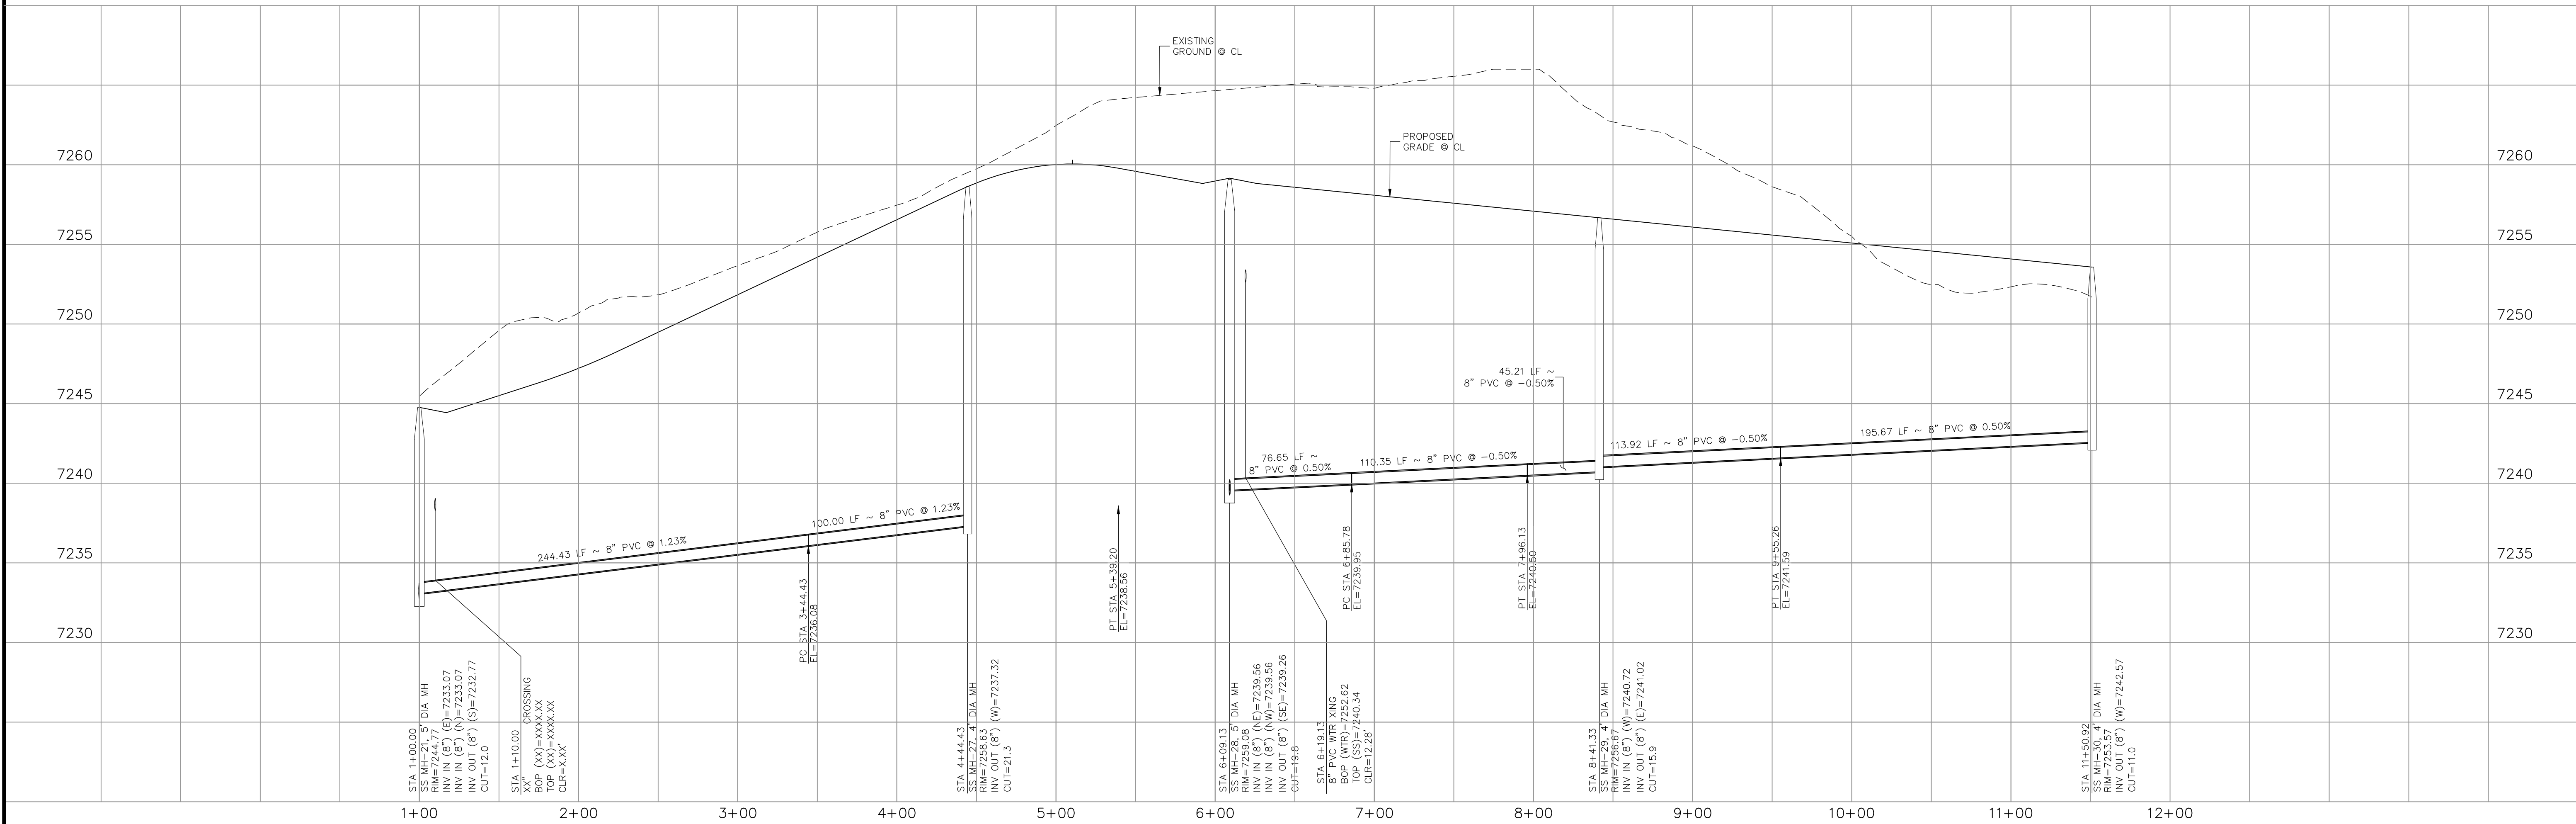 EXISTING
GROUND @ CL
PROPOSED
GRADE @ CL
7260
7260
7255
7255
7250
7250
7245
7245
7240
7240
7235
7235
7230
7230
244.43 LF ~ 8" PVC @ 1.23%
100.00 LF ~ 8" PVC @ 1.23%
76.65 LF ~
8" PVC @ 0.50%
110.35 LF ~ 8" PVC @ -0.50%
45.21 LF ~
8" PVC @ -0.50%
113.92 LF ~ 8" PVC @ -0.50%
195.67 LF ~ 8" PVC @ 0.50%
PC STA 3+44.43
EL=7236.08
PT STA 5+39.20
EL=7238.56
PC STA 6+85.78
EL=7239.95
PT STA 7+96.13
EL=7240.50
PT STA 9+55.26
EL=7241.59
STA 1+00.00
SS MH-21, 5' DIA MH
RIM=7244.77
INV IN (8") (E)=7233.07
INV IN (8") (N)=7233.07
INV OUT (8") (S)=7232.77
CUT=12.0
STA 1+10.00
XX" CROSSING
BOP (XX)=XXX.XX
TOP (XX)=XXXX.XX
CLR=X.XX'
STA 4+44.43
SS MH-27, 4' DIA MH
RIM=7258.63
INV OUT (8") (W)=7237.32
CUT=21.3
STA 6+09.13
SS MH-28, 5' DIA MH
RIM=7259.08
INV IN (8") (NE)=7239.56
INV IN (8") (NW)=7239.56
INV OUT (8") (SE)=7239.26
CUT=19.8
STA 6+19.13
8" PVC WTR XING
BOP (WTR)=7252.62
TOP (SS)=7240.34
CLR=12.28'
STA 8+41.33
SS MH-29, 4' DIA MH
RIM=7256.67
INV IN (8") (W)=7240.72
INV OUT (8") (E)=7241.02
CUT=15.9
STA 11+50.92
SS MH-30, 4' DIA MH
RIM=7253.57
INV OUT (8") (W)=7242.57
CUT=11.0
1+00
2+00
3+00
4+00
5+00
6+00
7+00
8+00
9+00
10+00
11+00
12+00